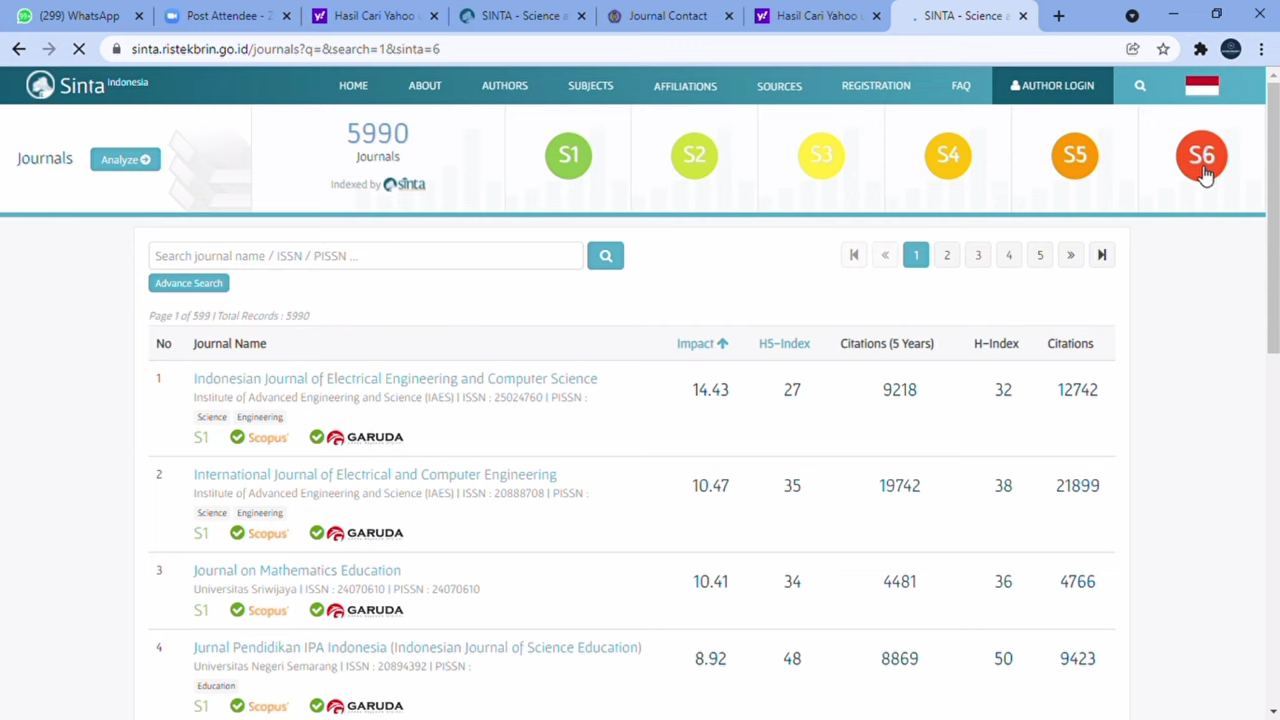 (299) WhatsApp
Post Attendee - Z
Hasil Cari Yahoo u
SINTA - Science a
Journal Contact
Hasil Cari Yahoo u
SINTA - Science a
sinta.ristekbrin.go.id/journals?q=&search=1&sinta=6
Sinta Indonesia
HOME ABOUT AUTHORS SUBJECTS AFFILIATIONS SOURCES REGISTRATION FAQ AUTHOR LOGIN
Journals
Analyze
5990
Journals
Indexed by sinta
S1 S2 S3 S4 S5 S6
Search journal name / ISSN / PISSN ...
« 1 2 3 4 5 »
Advance Search
Page 1 of 599 | Total Records : 5990
No Journal Name Impact H5-Index Citations (5 Years) H-Index Citations
1 Indonesian Journal of Electrical Engineering and Computer Science 14.43 27 9218 32 12742
Institute of Advanced Engineering and Science (IAES) | ISSN : 25024760 | PISSN :
Science Engineering
S1 Scopus GARUDA
2 International Journal of Electrical and Computer Engineering 10.47 35 19742 38 21899
Institute of Advanced Engineering and Science (IAES) | ISSN : 20888708 | PISSN :
Science Engineering
S1 Scopus GARUDA
3 Journal on Mathematics Education 10.41 34 4481 36 4766
Universitas Sriwijaya | ISSN : 24070610 | PISSN : 24070610
S1 Scopus GARUDA
4 Jurnal Pendidikan IPA Indonesia (Indonesian Journal of Science Education) 8.92 48 8869 50 9423
Universitas Negeri Semarang | ISSN : 20894392 | PISSN :
Education
S1 Scopus GARUDA